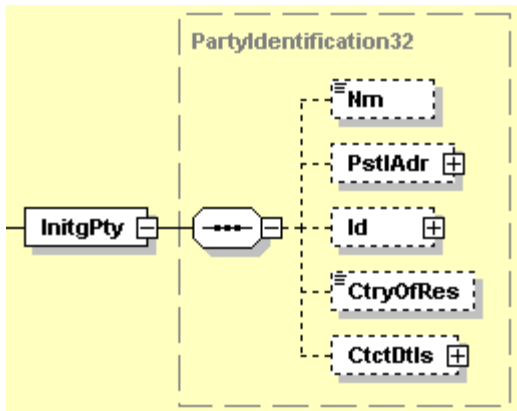 PartyIdentification32
Nm
PstlAdr
InitgPty
Id
CtryOfRes
CtctDtls